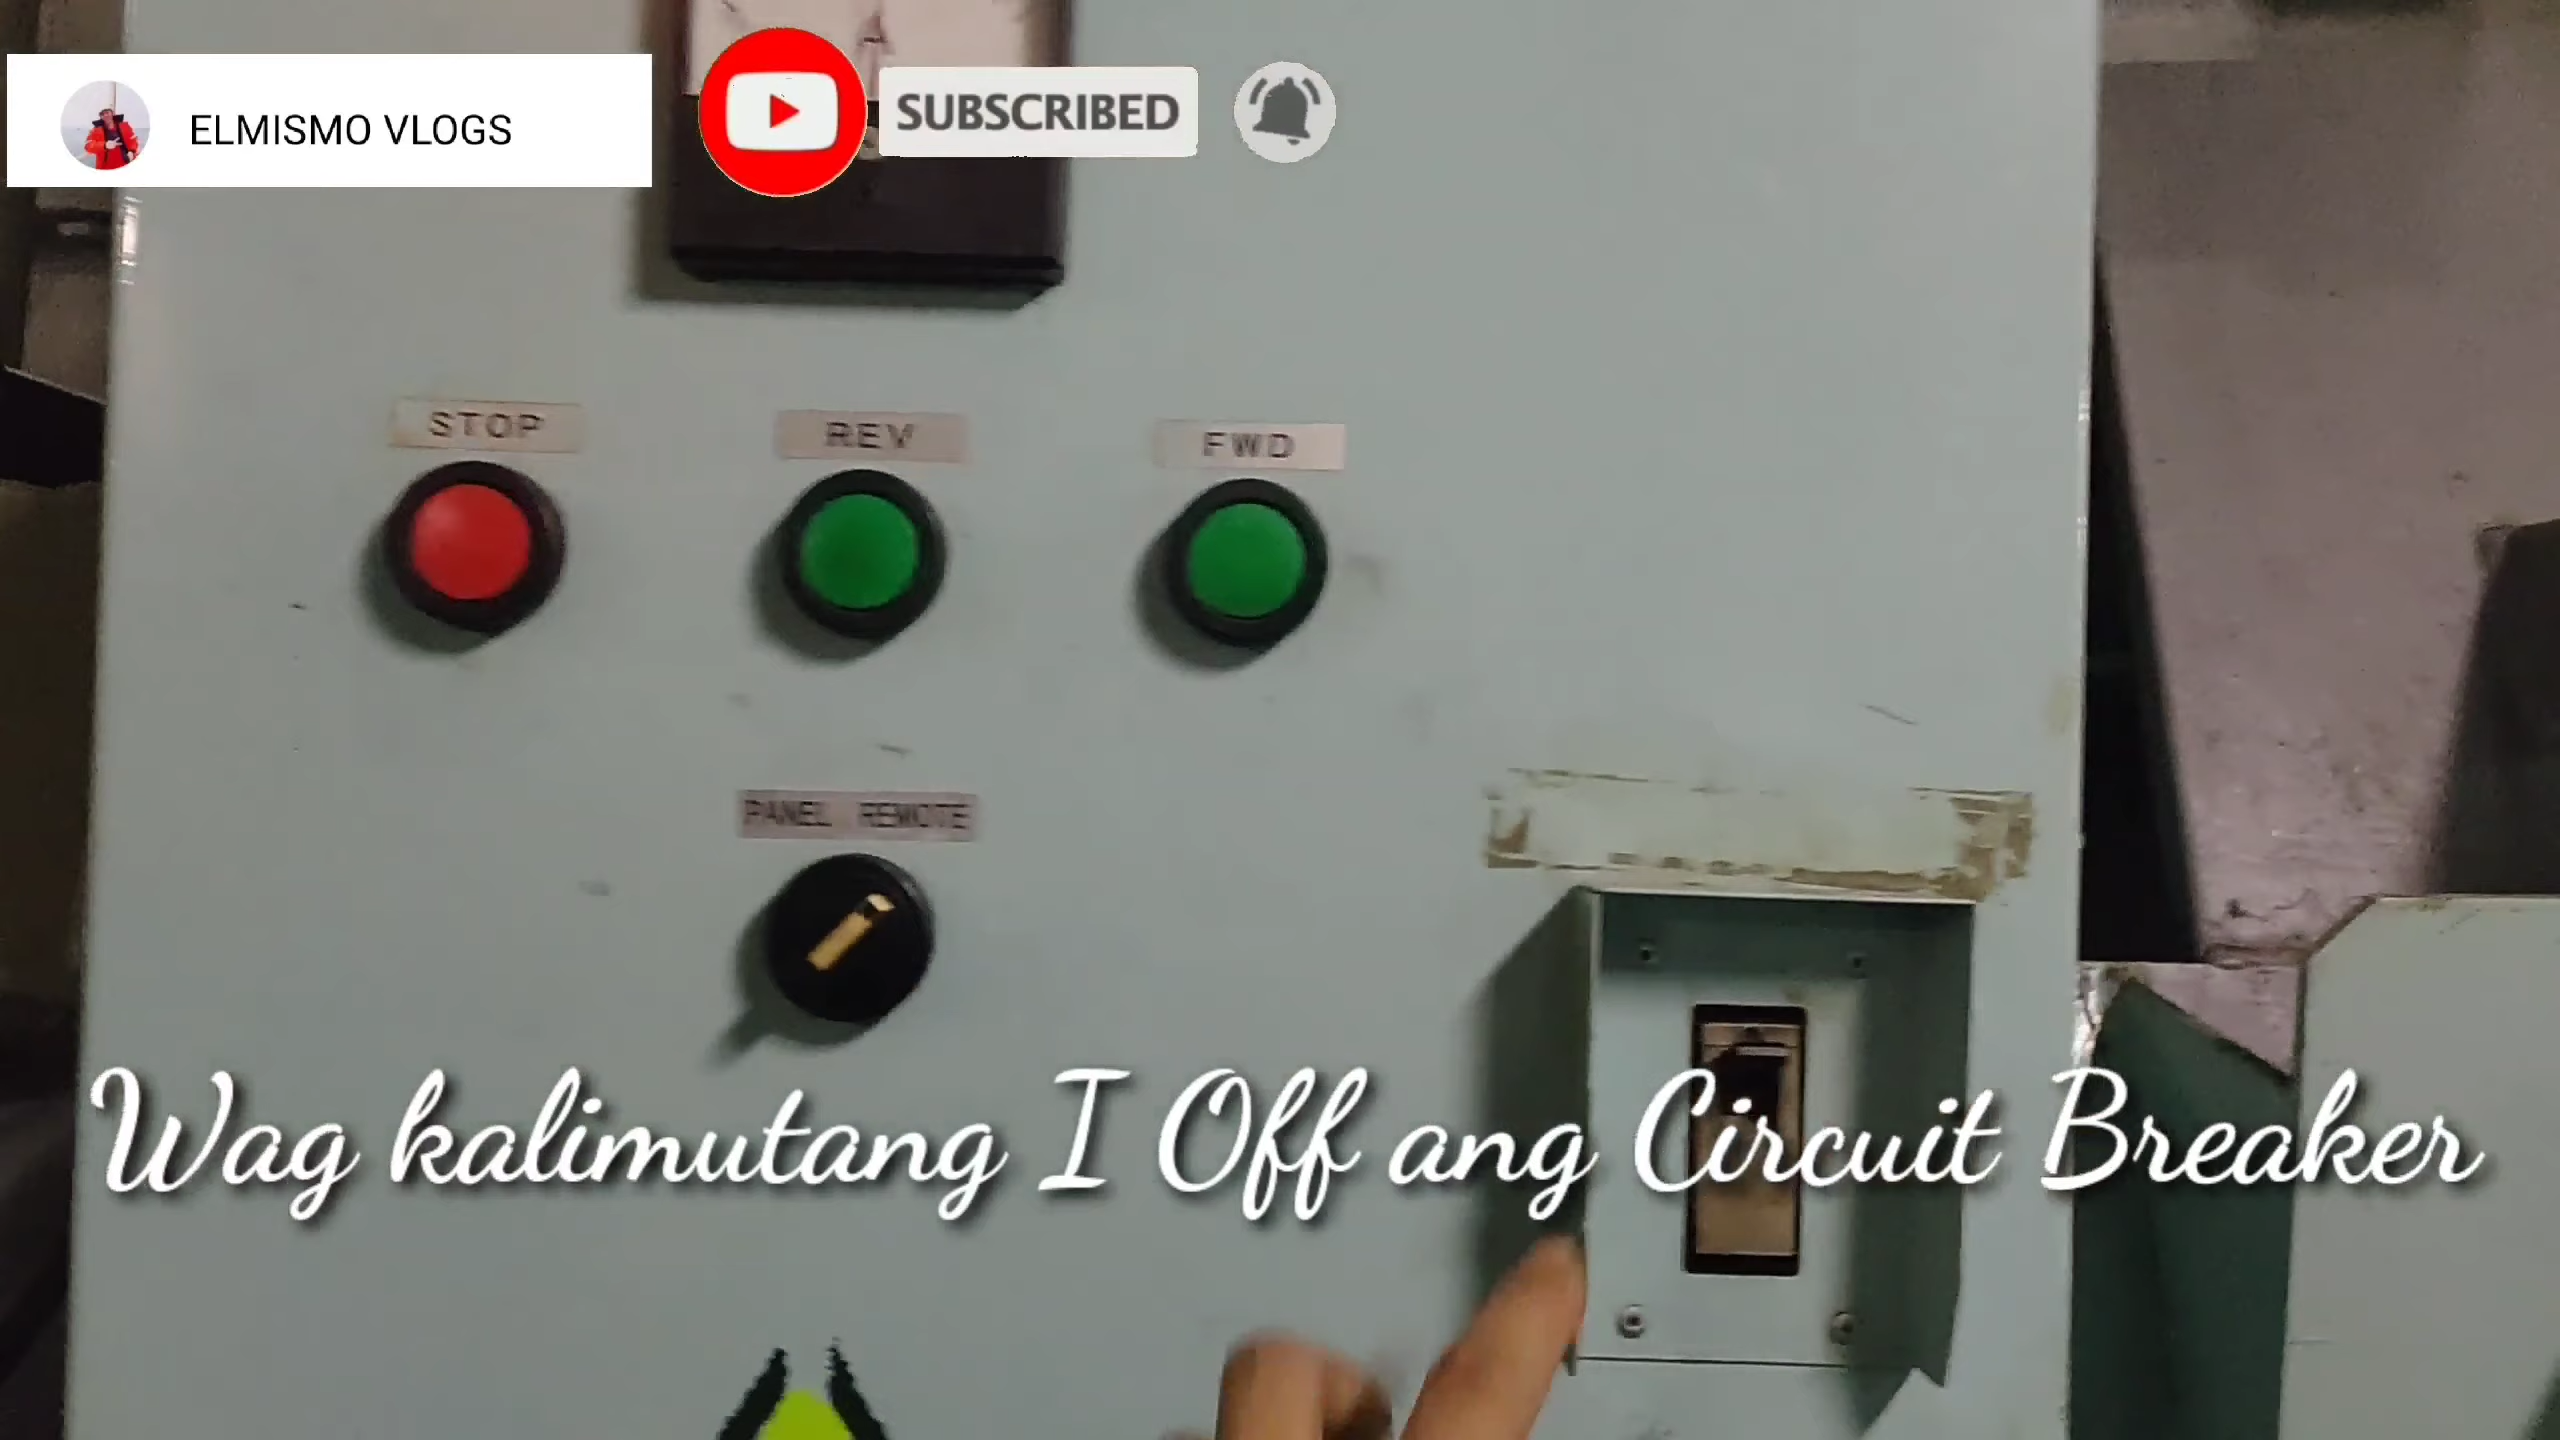 ELMISMO VLOGS
SUBSCRIBED
STOP
REV
FWD
PANEL REMOTE
Wag kalimutang I Off ang Circuit Breaker